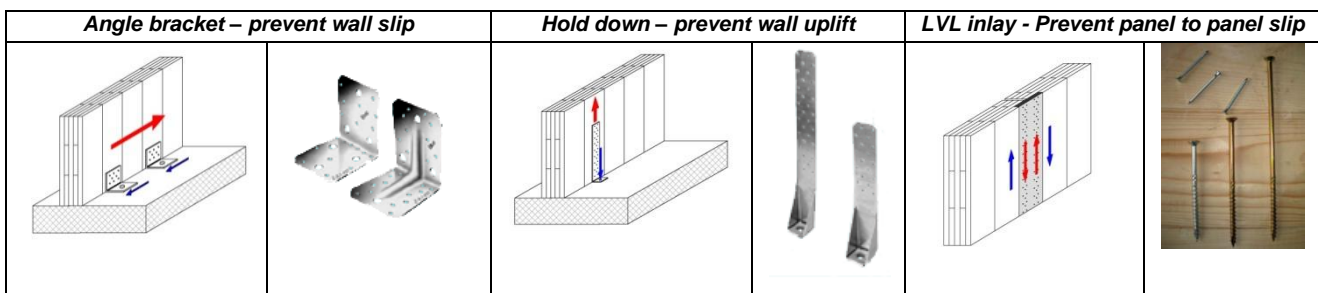 Angle bracket – prevent wall slip
Hold down – prevent wall uplift
LVL inlay - Prevent panel to panel slip